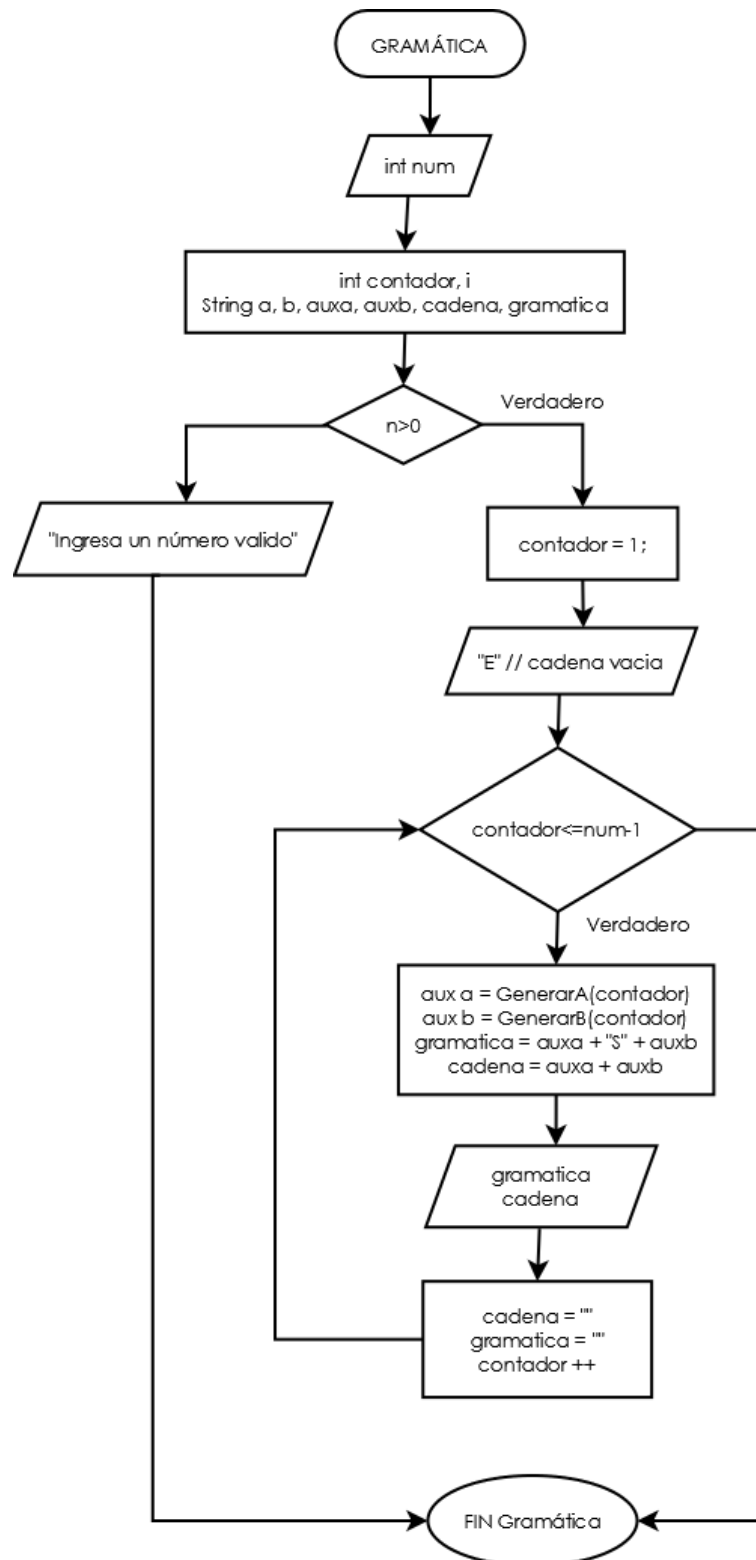 GRAMÁTICA
int num
int contador, i
String a, b, auxa, auxb, cadena, gramatica
n>0
Verdadero
"Ingresa un número valido"
contador = 1;
"E" // cadena vacia
contador<=num-1
Verdadero
aux a = GenerarA(contador)
aux b = GenerarB(contador)
gramatica = auxa + "S" + auxb
cadena = auxa + auxb
gramatica
cadena
cadena = ""
gramatica = ""
contador ++
FIN Gramática